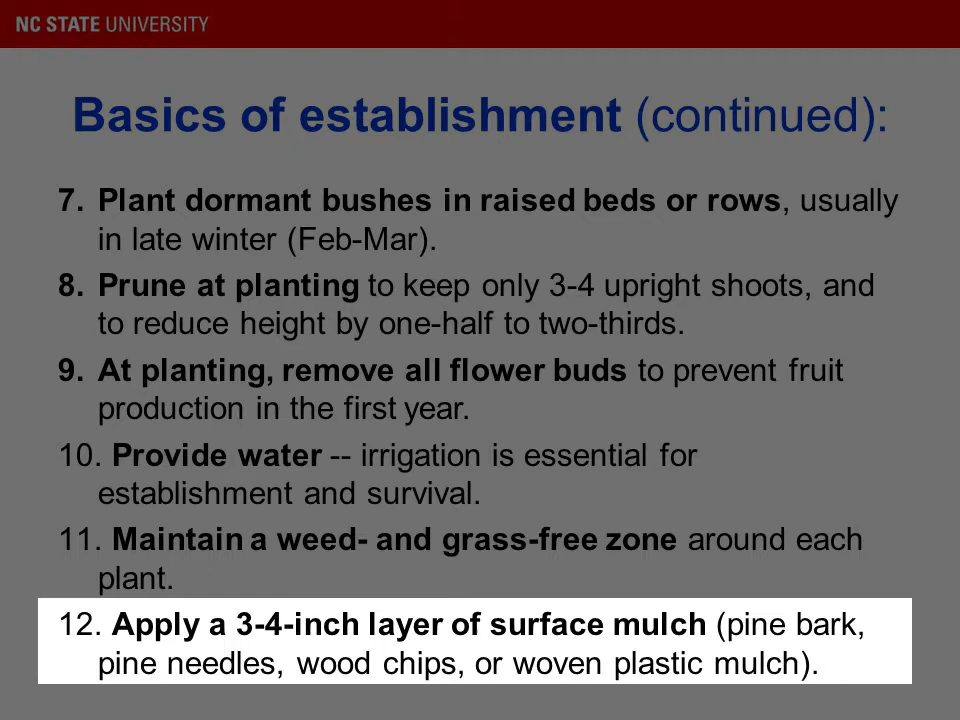 NC STATE UNIVERSITY
Basics of establishment (continued):
7. Plant dormant bushes in raised beds or rows, usually
in late winter (Feb-Mar).
8. Prune at planting to keep only 3-4 upright shoots, and
to reduce height by one-half to two-thirds.
9. At planting, remove all flower buds to prevent fruit
production in the first year.
10. Provide water -- irrigation is essential for
establishment and survival.
11. Maintain a weed- and grass-free zone around each
plant.
12. Apply a 3-4-inch layer of surface mulch (pine bark,
pine needles, wood chips, or woven plastic mulch).